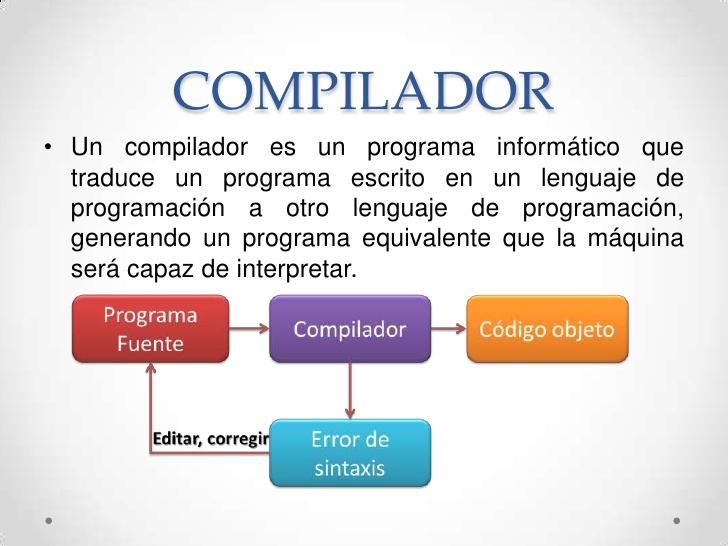 COMPILADOR
• Un compilador es un programa informático que
traduce un programa escrito en un lenguaje de
programación a otro lenguaje de programación,
generando un programa equivalente que la máquina
será capaz de interpretar.
Programa
Fuente
Compilador
Código objeto
Editar, corregir
Error de
sintaxis